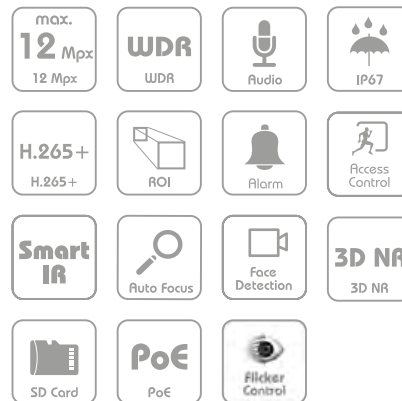 max.
12 Mpx
12 Mpx
WDR
WDR
Audio
IP67
H.265+
H.265+
ROI
Alarm
Access
Control
Smart
IR
Auto Focus
Face
Detection
3D NR
3D NR
SD Card
PoE
PoE
Flicker
Control